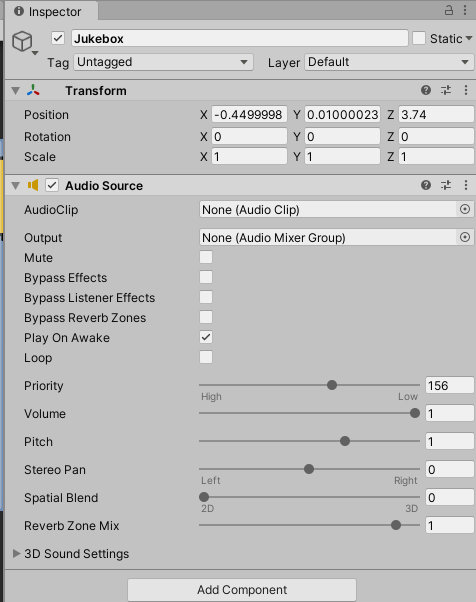 Inspector
Jukebox
Static
Tag Untagged Layer Default
Transform
Position X -0.4499998 Y 0.01000023 Z 3.74
Rotation X 0 Y 0 Z 0
Scale X 1 Y 1 Z 1
Audio Source
AudioClip None (Audio Clip)
Output None (Audio Mixer Group)
Mute
Bypass Effects
Bypass Listener Effects
Bypass Reverb Zones
Play On Awake
Loop
Priority 156
High Low
Volume 1
Pitch 1
Stereo Pan 0
Left Right
Spatial Blend 0
2D 3D
Reverb Zone Mix 1
3D Sound Settings
Add Component